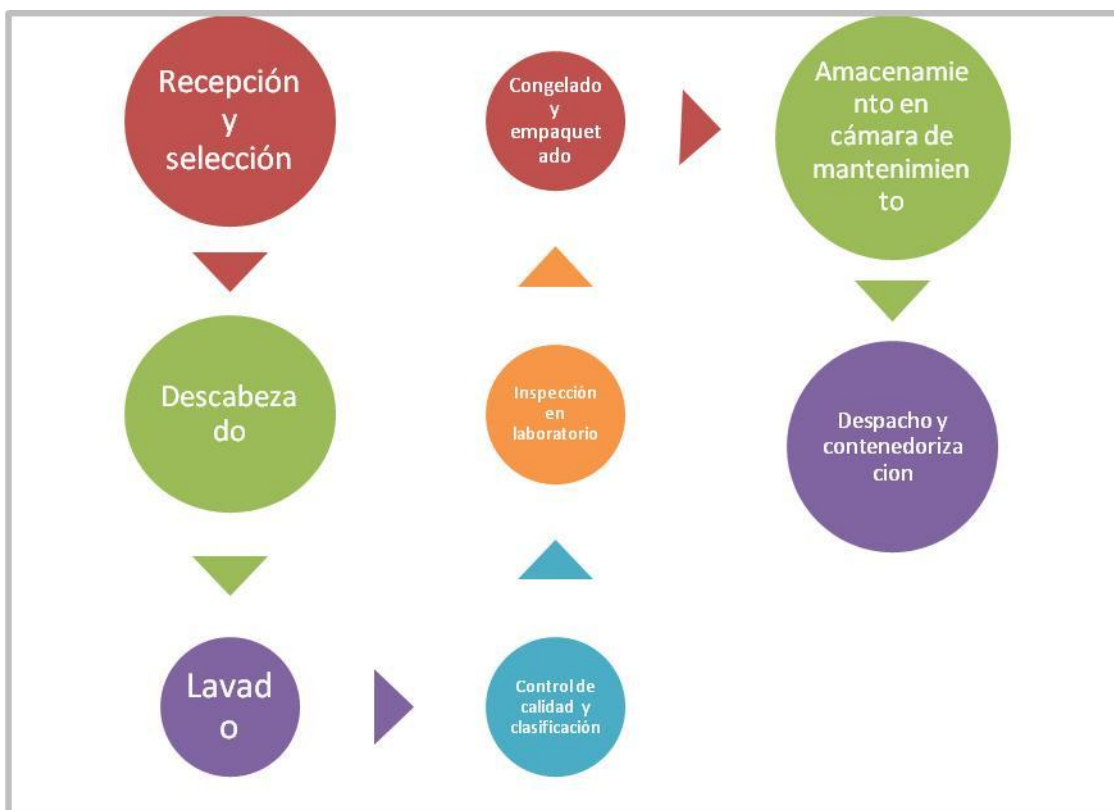 Recepción
y
selección
Descabeza
do
Lavad
o
Control de
calidad y
clasificación
Inspección
en
laboratorio
Congelado
y
empaquet
ado
Amacenamie
nto en
cámara de
mantenimien
to
Despacho y
contenedoriza
cion